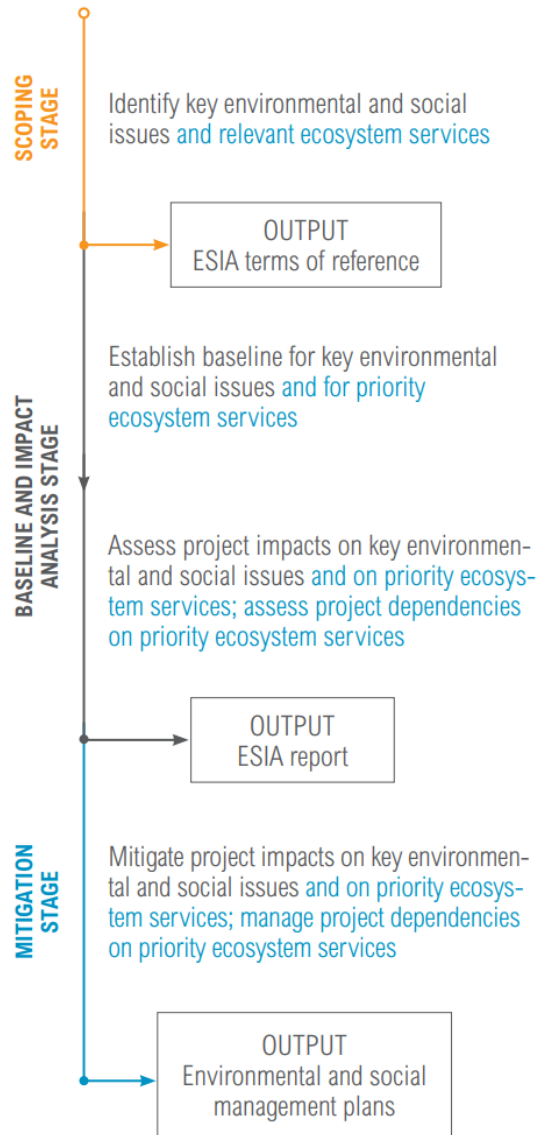 SCOPING
STAGE
Identify key environmental and social
issues and relevant ecosystem services
OUTPUT
ESIA terms of reference
BASELINE AND IMPACT
ANALYSIS STAGE
Establish baseline for key environmental
and social issues and for priority
ecosystem services
Assess project impacts on key environmen-
tal and social issues and on priority ecosys-
tem services; assess project dependencies
on priority ecosystem services
OUTPUT
ESIA report
MITIGATION
STAGE
Mitigate project impacts on key environmen-
tal and social issues and on priority ecosys-
tem services; manage project dependencies
on priority ecosystem services
OUTPUT
Environmental and social
management plans